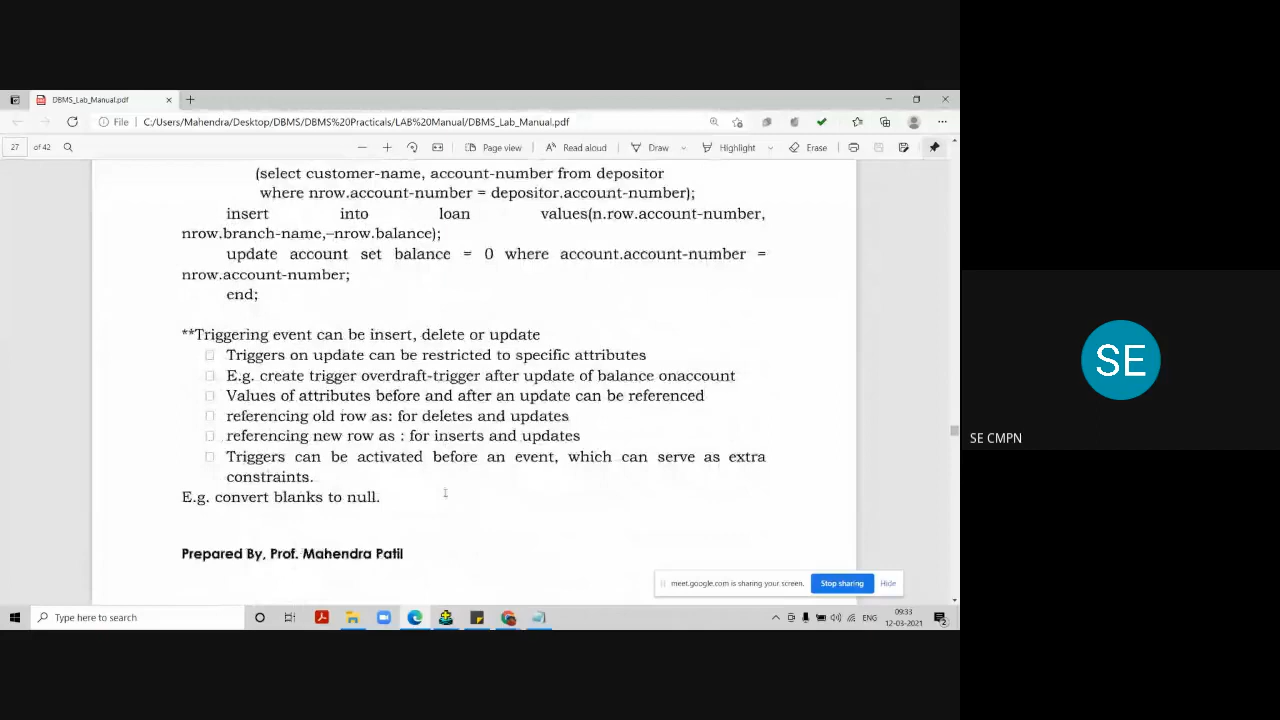 DBMS_Lab_Manual.pdf
File C:/Users/Mahendra/Desktop/DBMS/DBMS%20Practicals/LAB%20Manual/DBMS_Lab_Manual.pdf
27 of 42 Page view Read aloud Draw Highlight Erase
(select customer-name, account-number from depositor
where nrow.account-number = depositor.account-number);
insert into loan values(n.row.account-number,
nrow.branch-name,–nrow.balance);
update account set balance = 0 where account.account-number =
nrow.account-number;
end;
**Triggering event can be insert, delete or update
Triggers on update can be restricted to specific attributes
E.g. create trigger overdraft-trigger after update of balance onaccount
Values of attributes before and after an update can be referenced
referencing old row as: for deletes and updates
referencing new row as : for inserts and updates
Triggers can be activated before an event, which can serve as extra
constraints.
E.g. convert blanks to null.
Prepared By, Prof. Mahendra Patil
meet.google.com is sharing your screen. Stop sharing Hide
Type here to search
ENG
09:33
12-03-2021
2
SE
SE CMPN